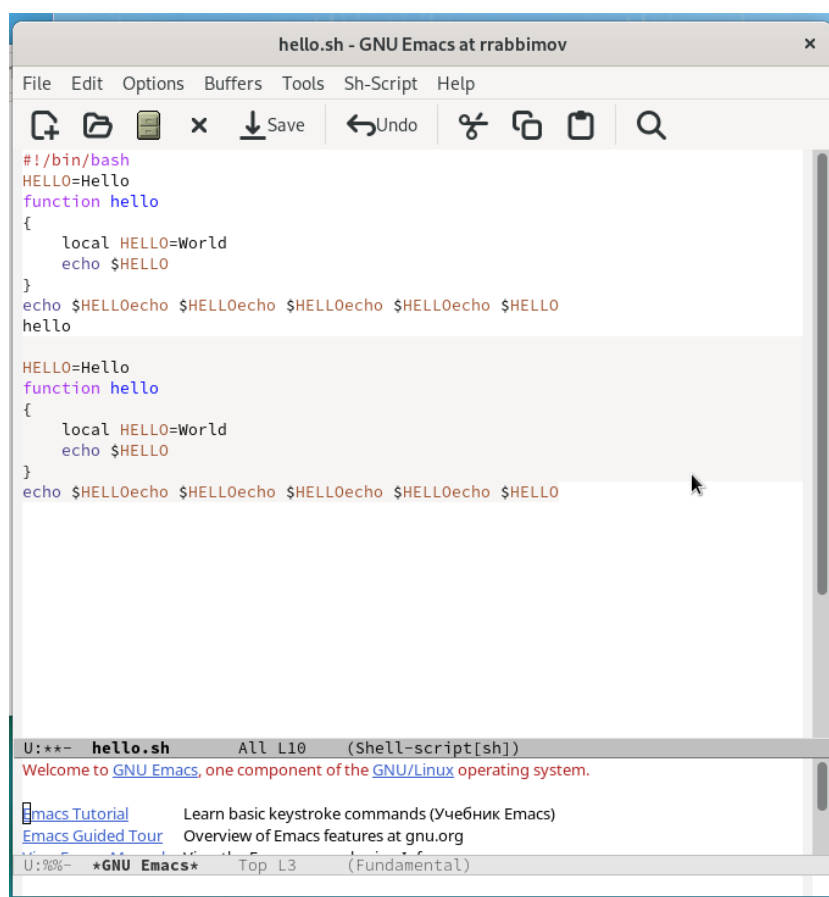 hello.sh - GNU Emacs at rrabbimov ×
File Edit Options Buffers Tools Sh-Script Help
Save Undo
#!/bin/bash
HELLO=Hello
function hello
{
    local HELLO=World
    echo $HELLO
}
echo $HELLOecho $HELLOecho $HELLOecho $HELLOecho $HELLO
hello

HELLO=Hello
function hello
{
    local HELLO=World
    echo $HELLO
}
echo $HELLOecho $HELLOecho $HELLOecho $HELLOecho $HELLO
U:**-  hello.sh       All L10    (Shell-script[sh])
Welcome to GNU Emacs, one component of the GNU/Linux operating system.

Emacs Tutorial Learn basic keystroke commands (Учебник Emacs)
Emacs Guided Tour Overview of Emacs features at gnu.org
U:%%-  *GNU Emacs*    Top L3     (Fundamental)